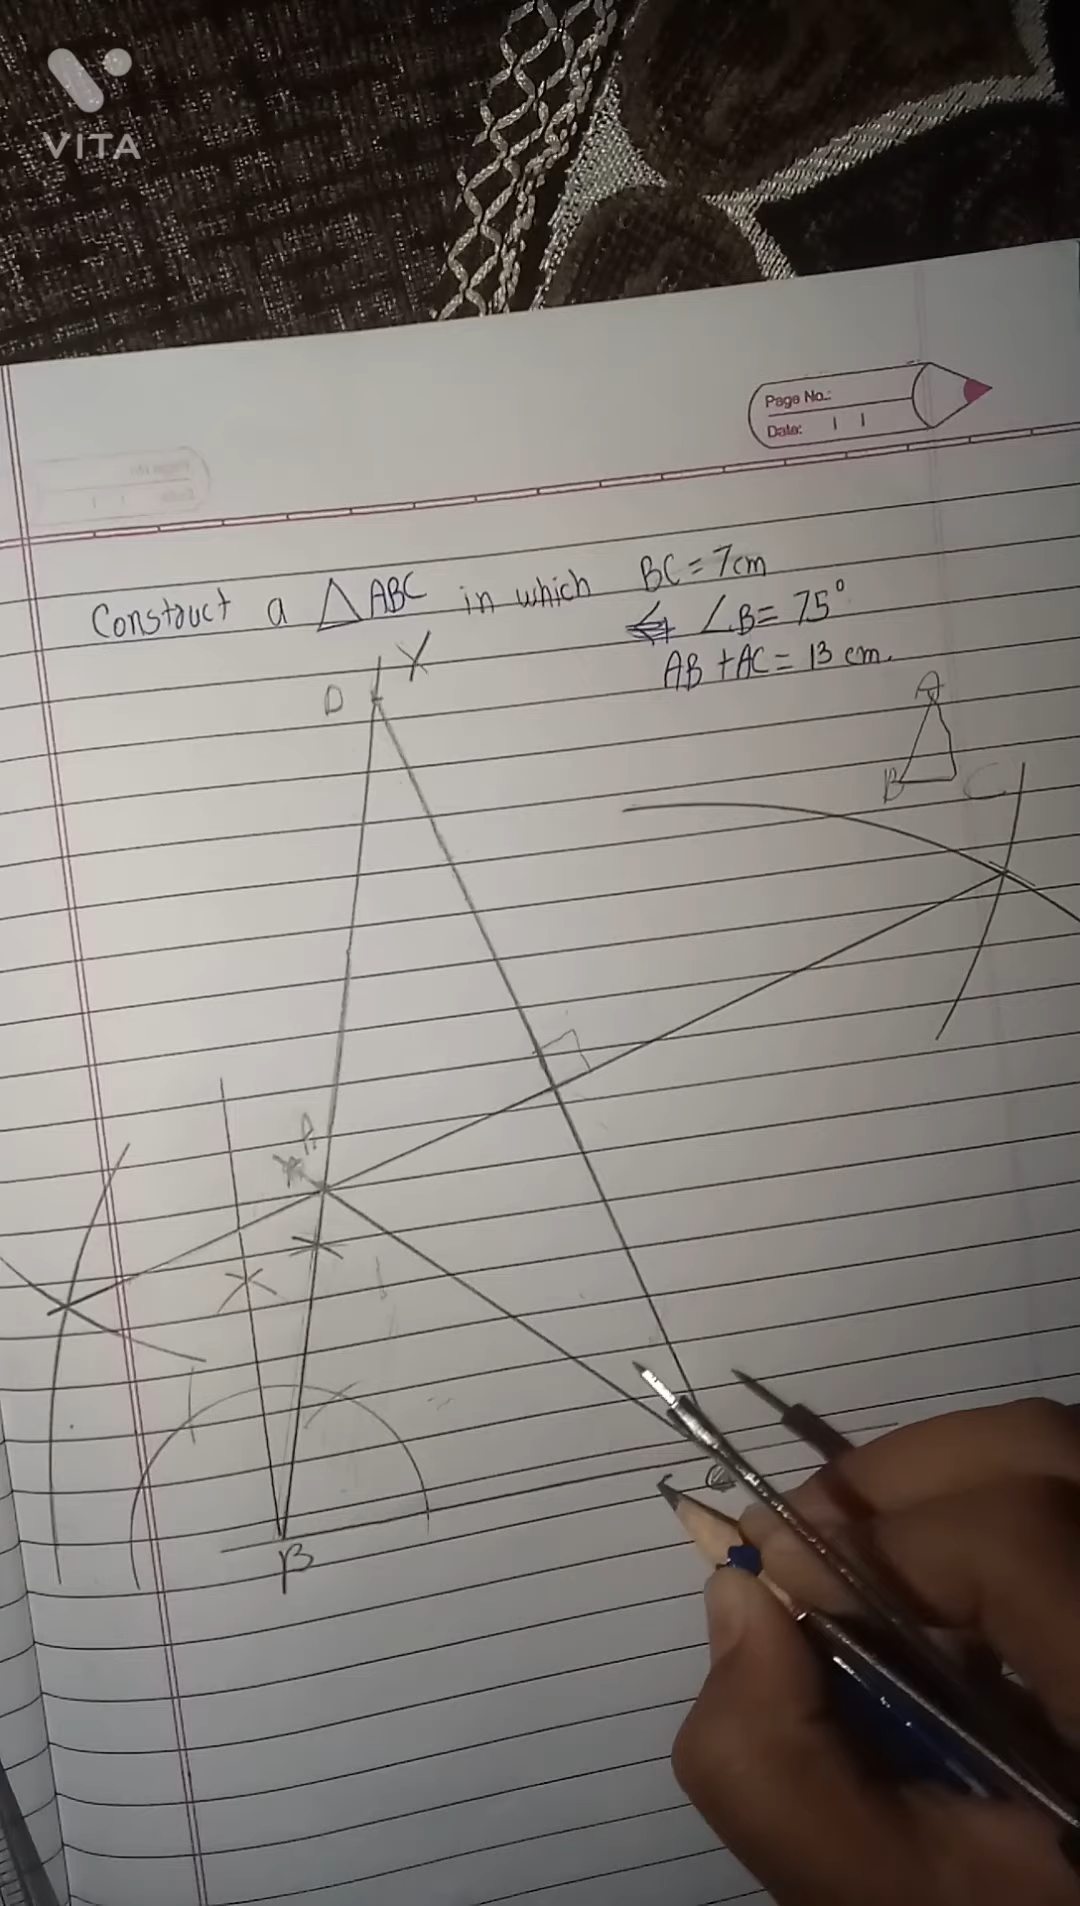 VITA
Page No.:
Date:
Construct a △ABC in which BC = 7cm
∠B = 75°
AB + AC = 13 cm.
D Y
A
B C
A
C
B